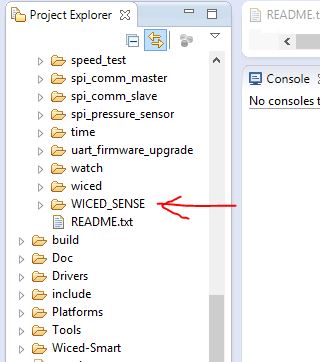 Project Explorer
speed_test
spi_comm_master
spi_comm_slave
spi_pressure_sensor
time
uart_firmware_upgrade
watch
wiced
WICED_SENSE
README.txt
build
Doc
Drivers
include
Platforms
Tools
Wiced-Smart
README.t
Console
No consoles t